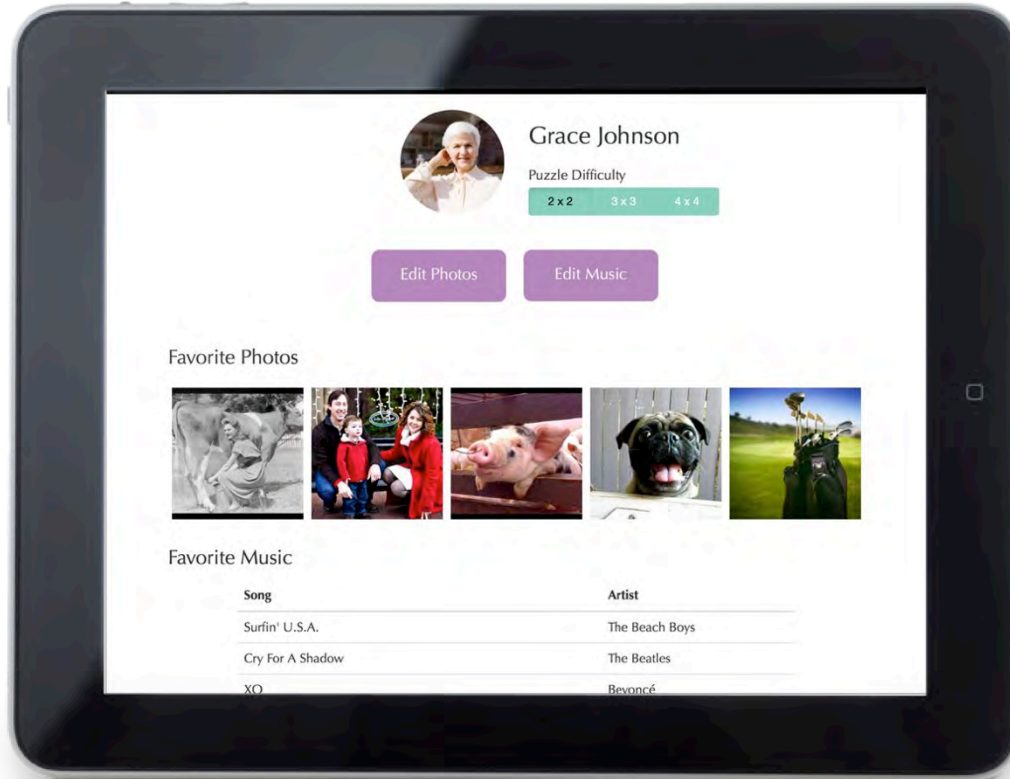 Grace Johnson
Puzzle Difficulty
2 x 2 3 x 3 4 x 4
Edit Photos Edit Music
Favorite Photos
Favorite Music
Song Artist
Surfin' U.S.A. The Beach Boys
Cry For A Shadow The Beatles
XO Beyoncé